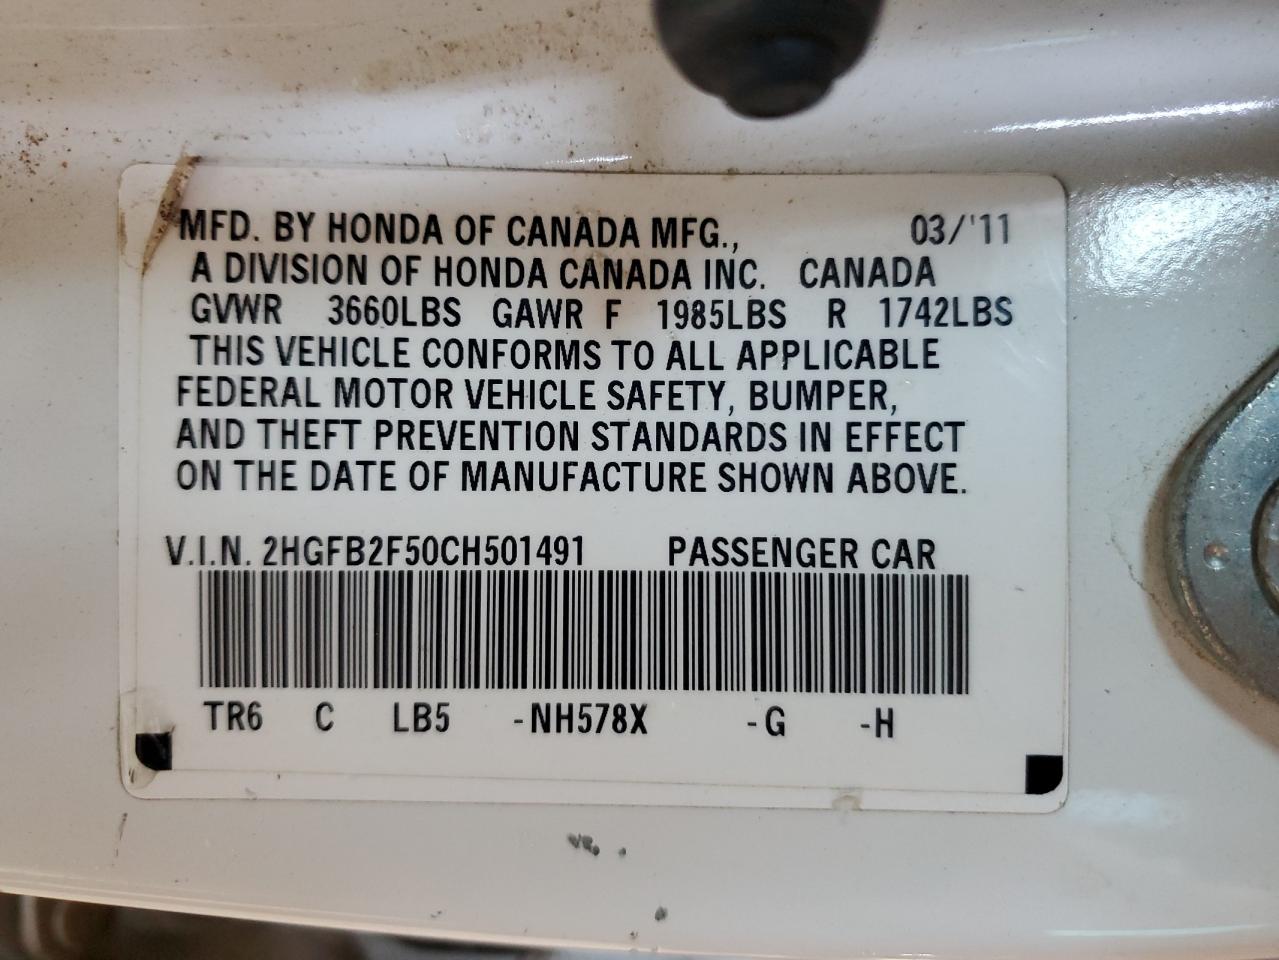 MFD. BY HONDA OF CANADA MFG., 03/'11
A DIVISION OF HONDA CANADA INC. CANADA
GVWR 3660LBS GAWR F 1985LBS R 1742LBS
THIS VEHICLE CONFORMS TO ALL APPLICABLE
FEDERAL MOTOR VEHICLE SAFETY, BUMPER,
AND THEFT PREVENTION STANDARDS IN EFFECT
ON THE DATE OF MANUFACTURE SHOWN ABOVE.
V.I.N. 2HGFB2F50CH501491 PASSENGER CAR
TR6 C LB5 -NH578X -G -H